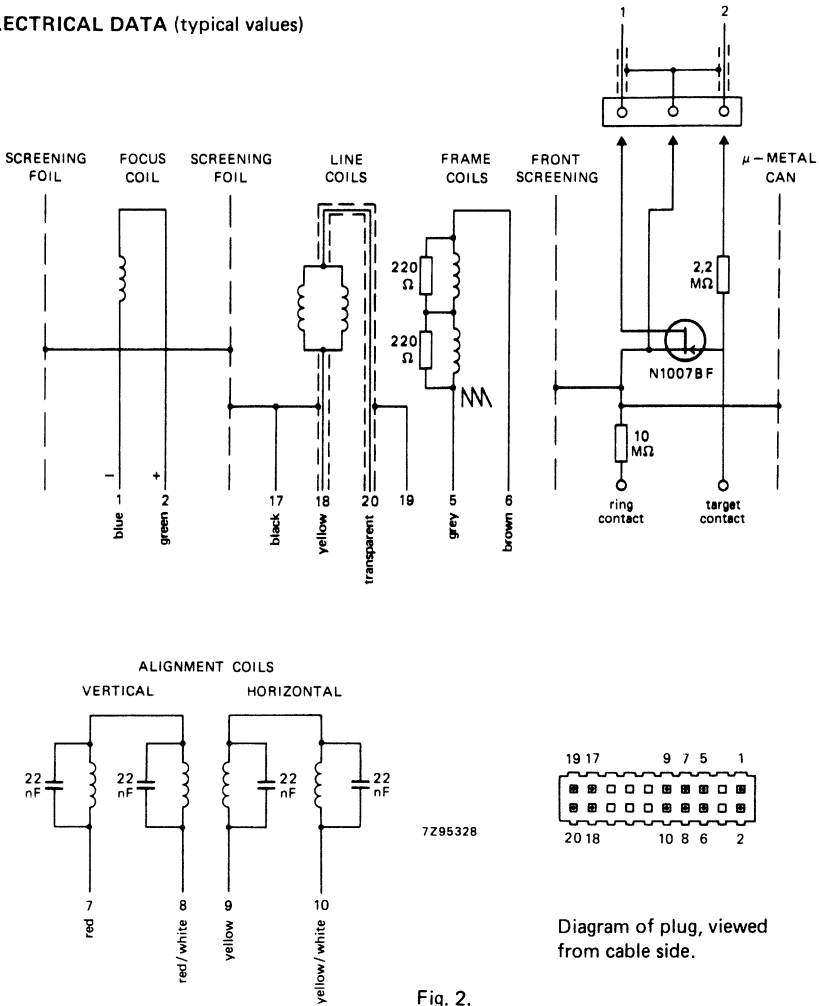 LECTRICAL DATA (typical values)
1 2
SCREENING FOIL
FOCUS COIL
SCREENING FOIL
LINE COILS
FRAME COILS
FRONT SCREENING
μ-METAL CAN
220 Ω
220 Ω
2,2 MΩ
N1007BF
10 MΩ
ring contact
target contact
- +
1 2 17 18 20 19 5 6
blue
green
black
yellow
transparent
grey
brown
ALIGNMENT COILS
VERTICAL HORIZONTAL
22 nF
22 nF
22 nF
22 nF
7 8 9 10
red
red/white
yellow
yellow/white
7Z95328
19 17 9 7 5 1
20 18 10 8 6 2
Diagram of plug, viewed
from cable side.
Fig. 2.